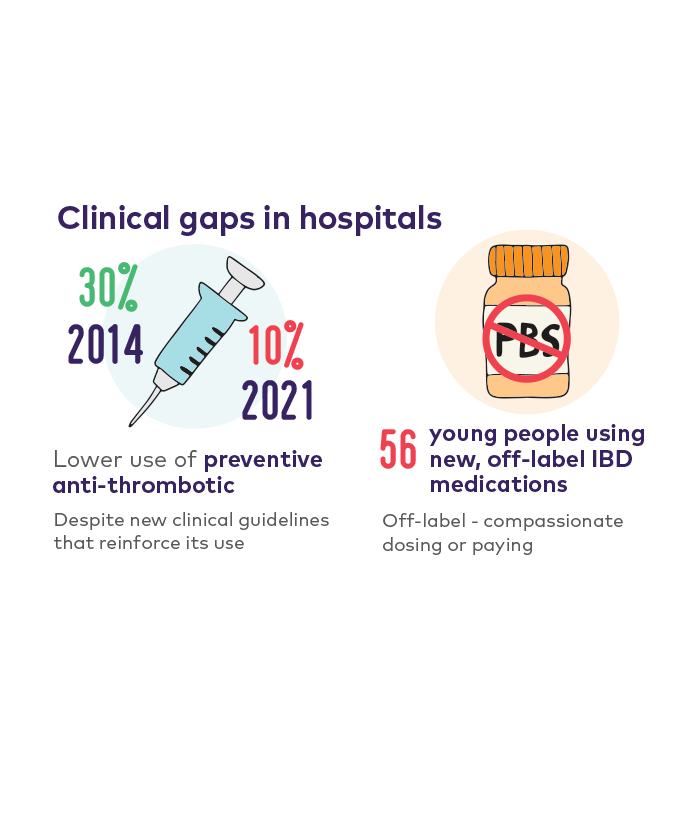 Clinical gaps in hospitals
30%
2014
10%
2021
Lower use of preventive
anti-thrombotic
Despite new clinical guidelines
that reinforce its use
PBS
56
young people using
new, off-label IBD
medications
Off-label - compassionate
dosing or paying